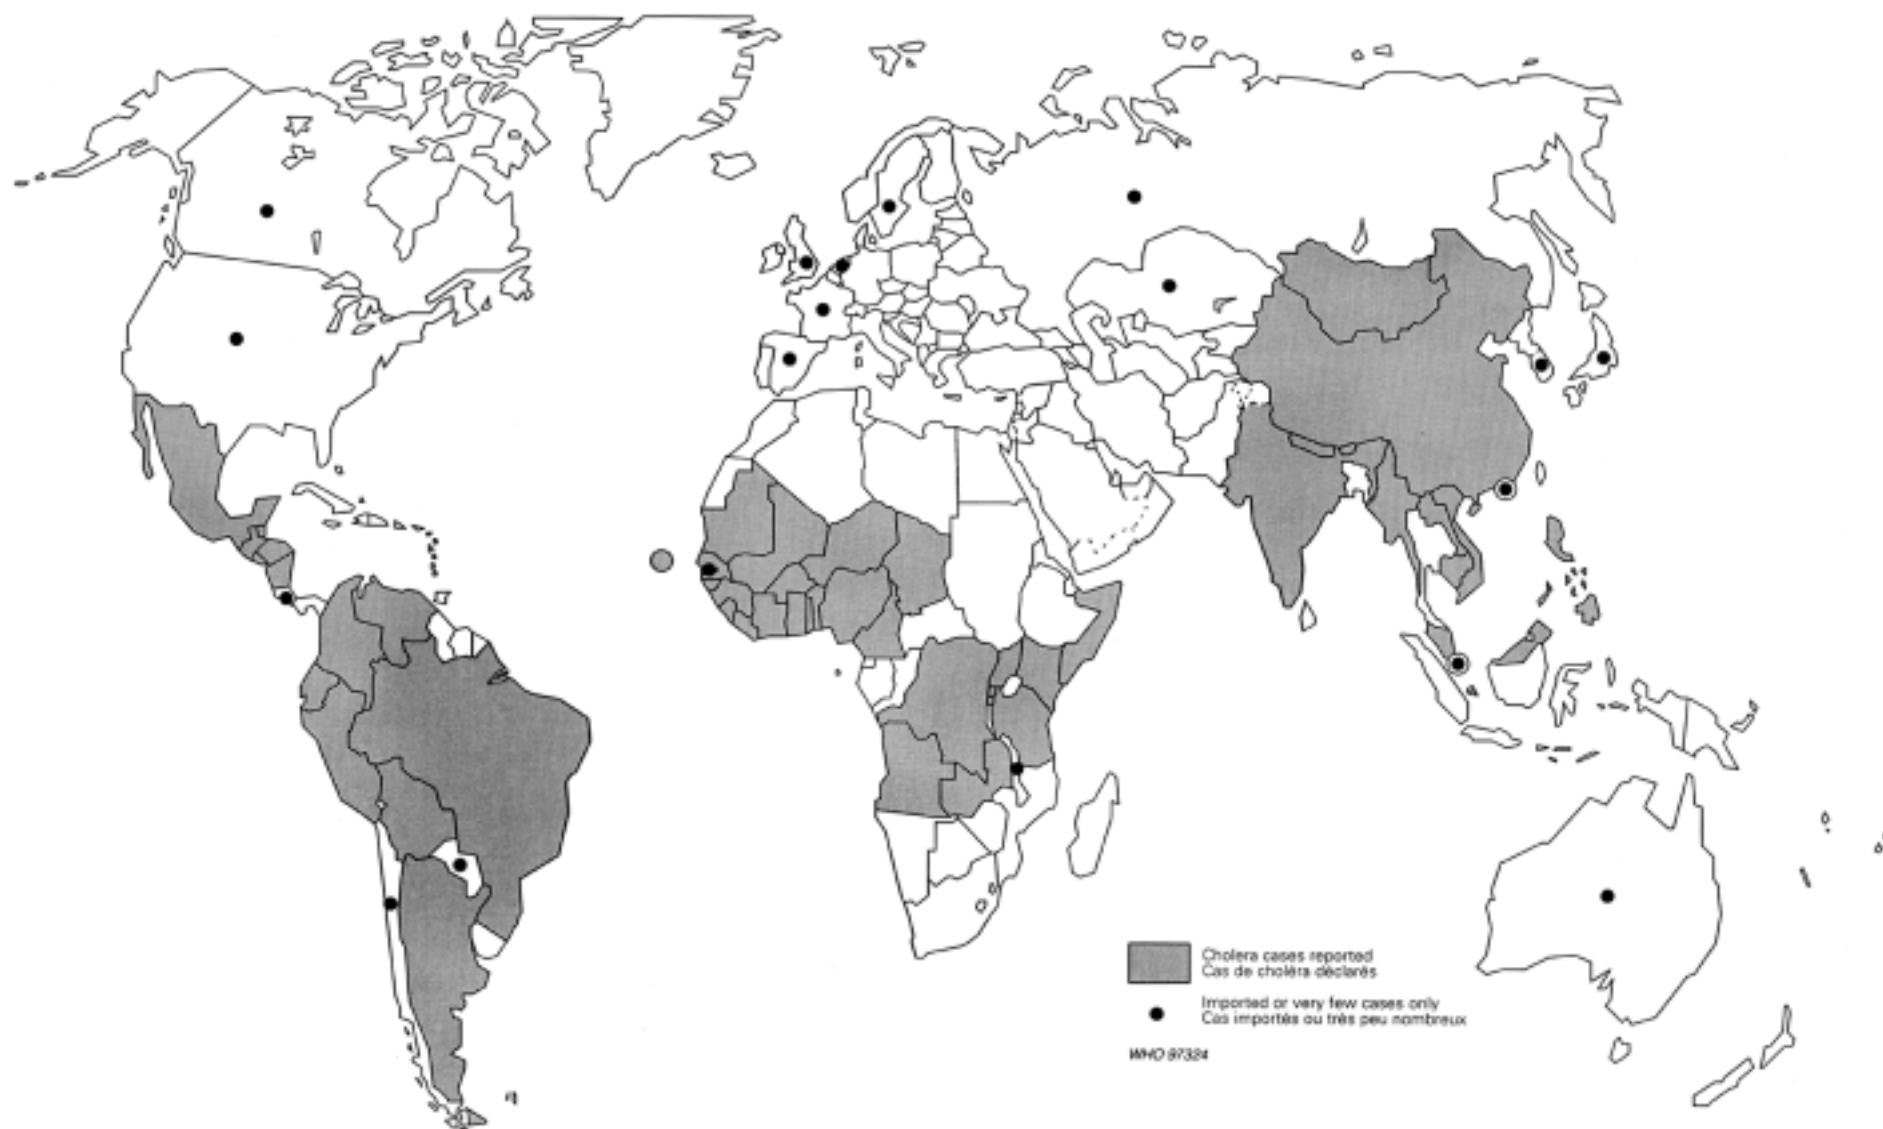 Cholera cases reported
Cas de choléra déclarés
Imported or very few cases only
Cas importés ou très peu nombreux
WHO 97324